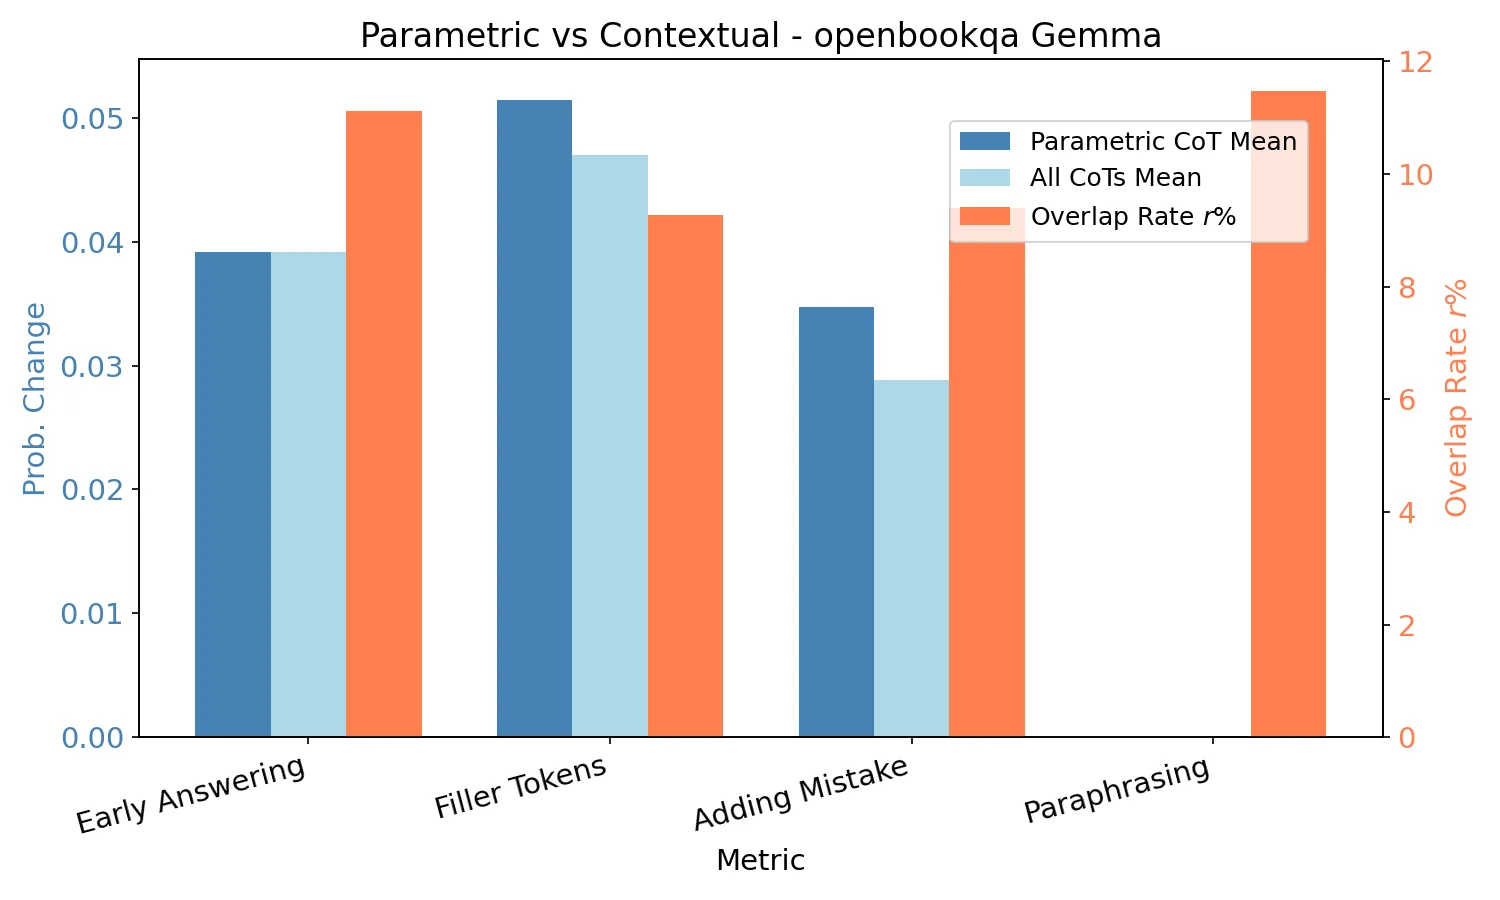 Parametric vs Contextual - openbookqa Gemma
Prob. Change
0.05
0.04
0.03
0.02
0.01
0.00
Parametric CoT Mean
All CoTs Mean
Overlap Rate r%
12
10
8
6
4
2
0
Overlap Rate r%
Early Answering
Filler Tokens
Adding Mistake
Paraphrasing
Metric